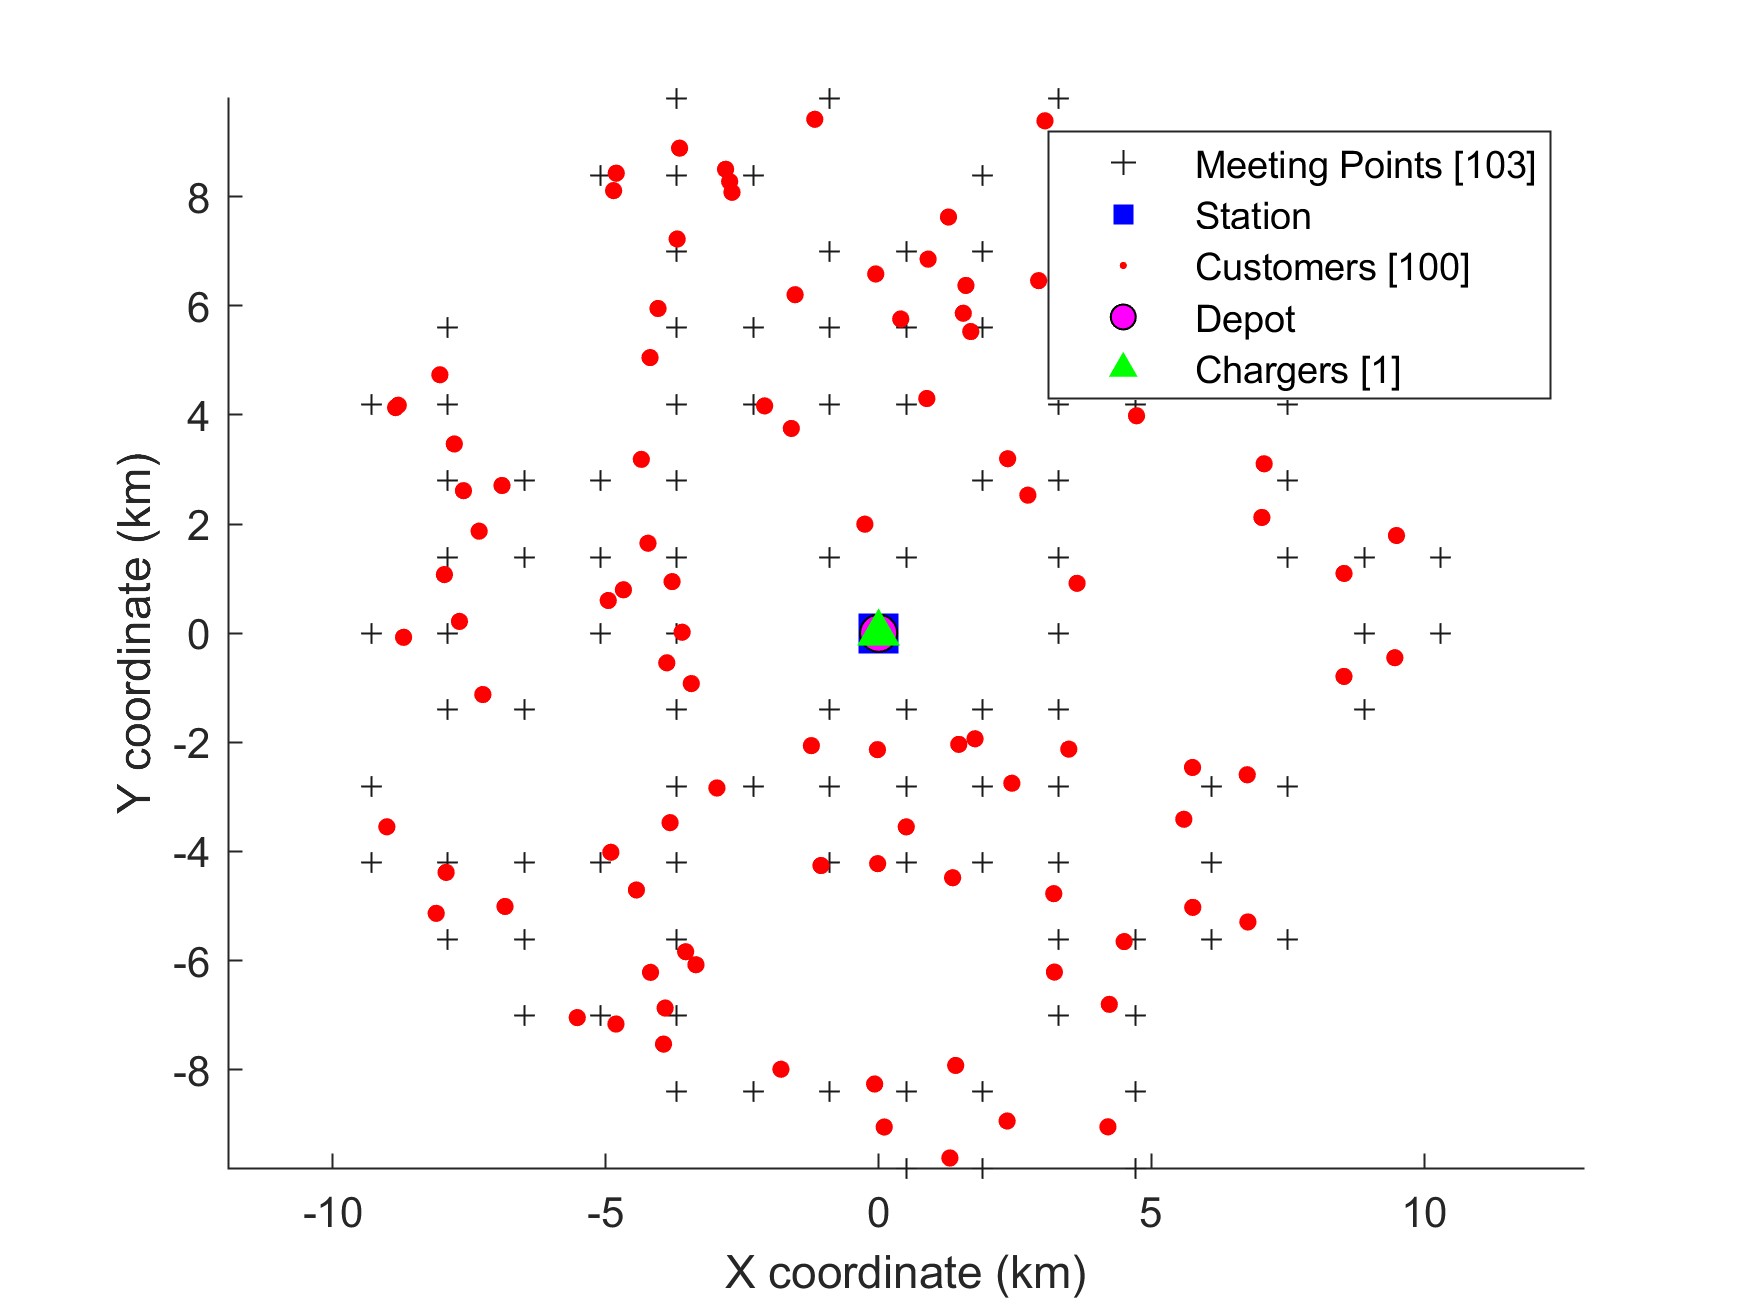 Meeting Points [103]
Station
Customers [100]
Depot
Chargers [1]
8
6
4
2
0
-2
-4
-6
-8
Y coordinate (km)
-10 -5 0 5 10
X coordinate (km)